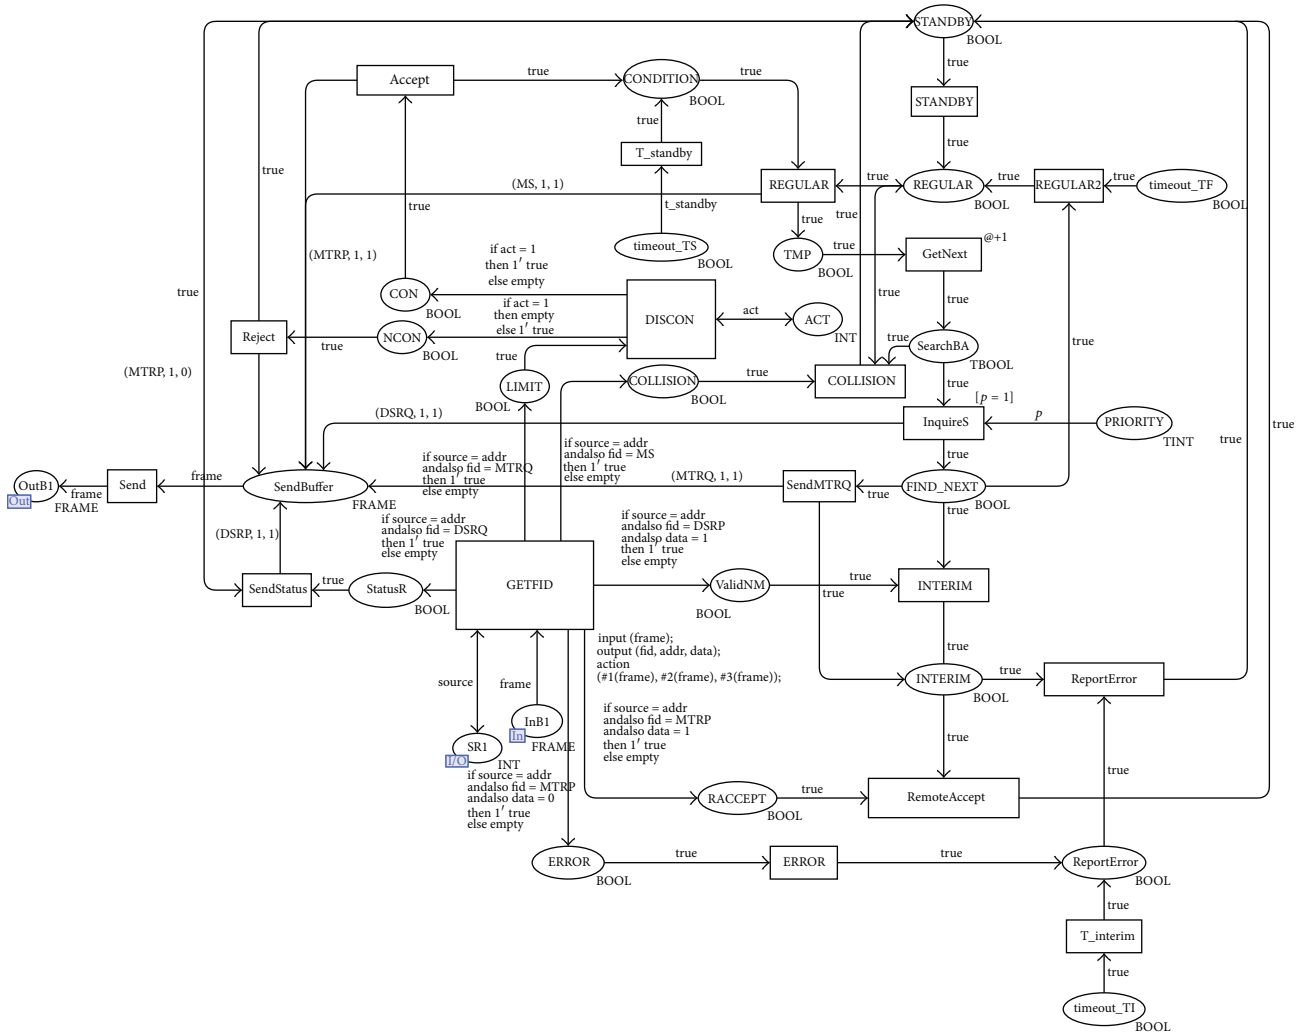 STANDBY
BOOL
true
STANDBY
true
Accept
true
CONDITION
BOOL
true
true
T_standby
t_standby
timeout_TS
BOOL
REGULAR
true
true
REGULAR
BOOL
true
REGULAR2
true
timeout_TF
BOOL
(MS, 1, 1)
true
true
TMP
BOOL
true
GetNext
@+1
true
(MTRP, 1, 1)
true
if act = 1
then 1′ true
else empty
CON
BOOL
if act = 1
then empty
else 1′ true
DISCON
act
ACT
INT
true
true
SearchBA
TBOOL
true
true
Reject
true
NCON
BOOL
true
LIMIT
BOOL
COLLISION
BOOL
true
COLLISION
(MTRP, 1, 0)
true
[p = 1]
(DSRQ, 1, 1)
InquireS
p
PRIORITY
TINT
true
true
true
if source = addr
andalso fid = MS
then 1′ true
else empty
if source = addr
andalso fid = MTRQ
then 1′ true
else empty
(MTRQ, 1, 1)
SendMTRQ
true
FIND_NEXT
BOOL
true
OutB1
Out
frame
FRAME
Send
frame
SendBuffer
FRAME
if source = addr
andalso fid = DSRQ
then 1′ true
else empty
(DSRP, 1, 1)
if source = addr
andalso fid = DSRP
andalso data = 1
then 1′ true
else empty
SendStatus
true
StatusR
BOOL
GETFID
ValidNM
BOOL
true
true
INTERIM
true
input (frame);
output (fid, addr, data);
action
(#1(frame), #2(frame), #3(frame));
INTERIM
BOOL
true
ReportError
source
frame
InB1
In
FRAME
SR1
I/O
INT
if source = addr
andalso fid = MTRP
andalso data = 1
then 1′ true
else empty
true
if source = addr
andalso fid = MTRP
andalso data = 0
then 1′ true
else empty
RACCEPT
BOOL
true
RemoteAccept
true
ERROR
BOOL
true
ERROR
true
ReportError
BOOL
true
T_interim
true
timeout_TI
BOOL